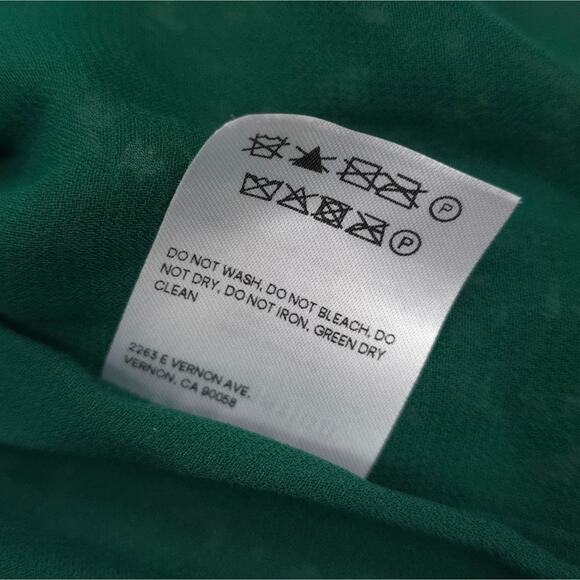 P
P
DO NOT WASH, DO NOT BLEACH, DO
NOT DRY, DO NOT IRON, GREEN DRY
CLEAN
2263 E VERNON AVE.
VERNON, CA 90058